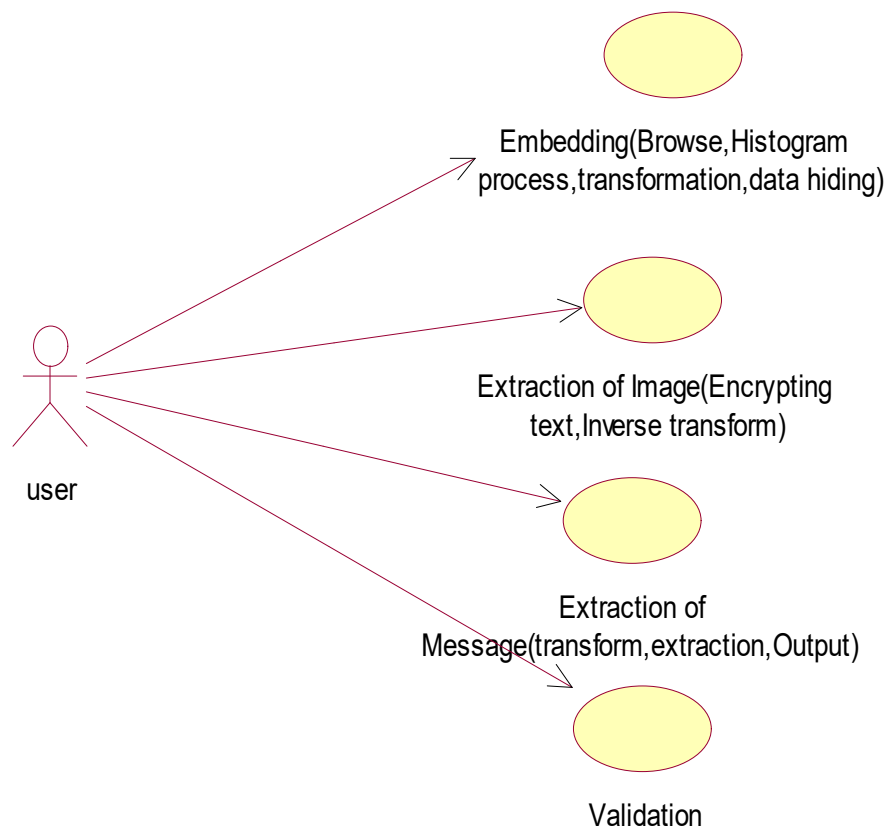 Embedding(Browse,Histogram
process,transformation,data hiding)
Extraction of Image(Encrypting
text,Inverse transform)
user
Extraction of
Message(transform,extraction,Output)
Validation